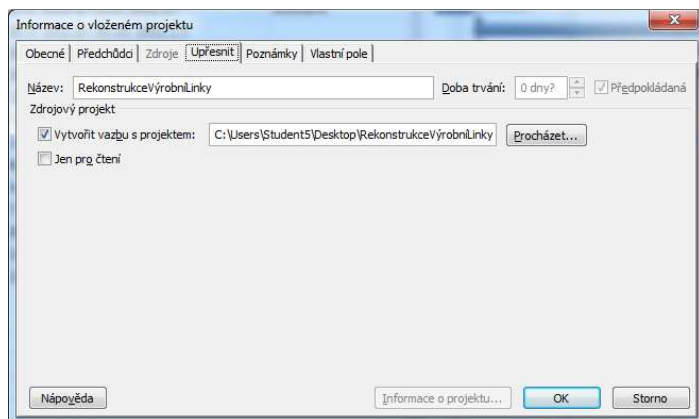 Informace o vloženém projektu
Obecné Předchůdci Zdroje Upřesnit Poznámky Vlastní pole
Název: RekonstrukceVýrobníLinky Doba trvání: 0 dny? Předpokládaná
Zdrojový projekt
Vytvořit vazbu s projektem: C:\Users\Student5\Desktop\RekonstrukceVýrobníLinky Procházet...
Jen pro čtení
Nápověda Informace o projektu... OK Storno